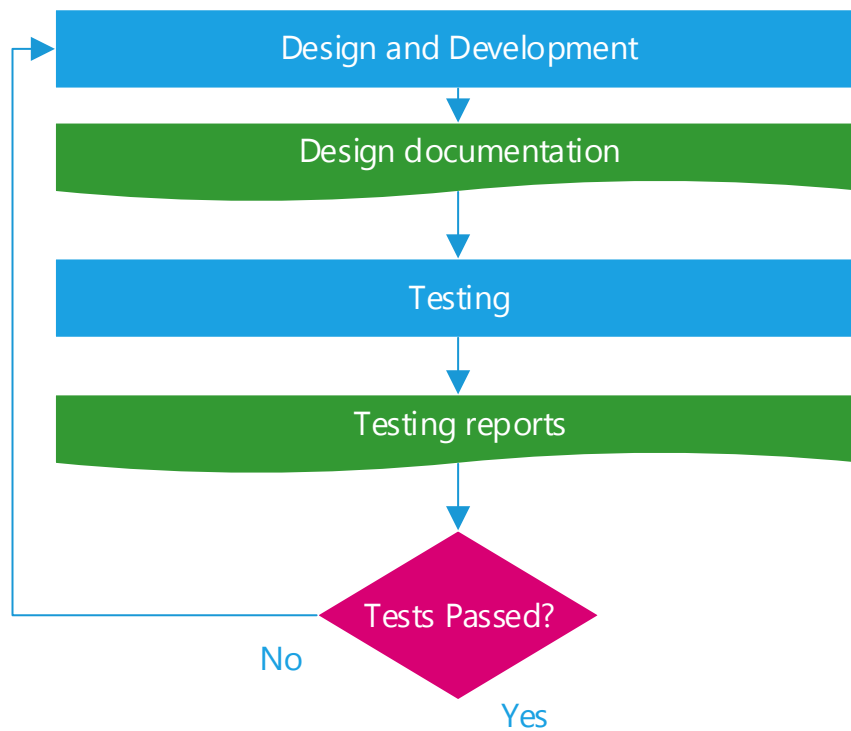 Design and Development
Design documentation
Testing
Testing reports
Tests Passed?
No
Yes